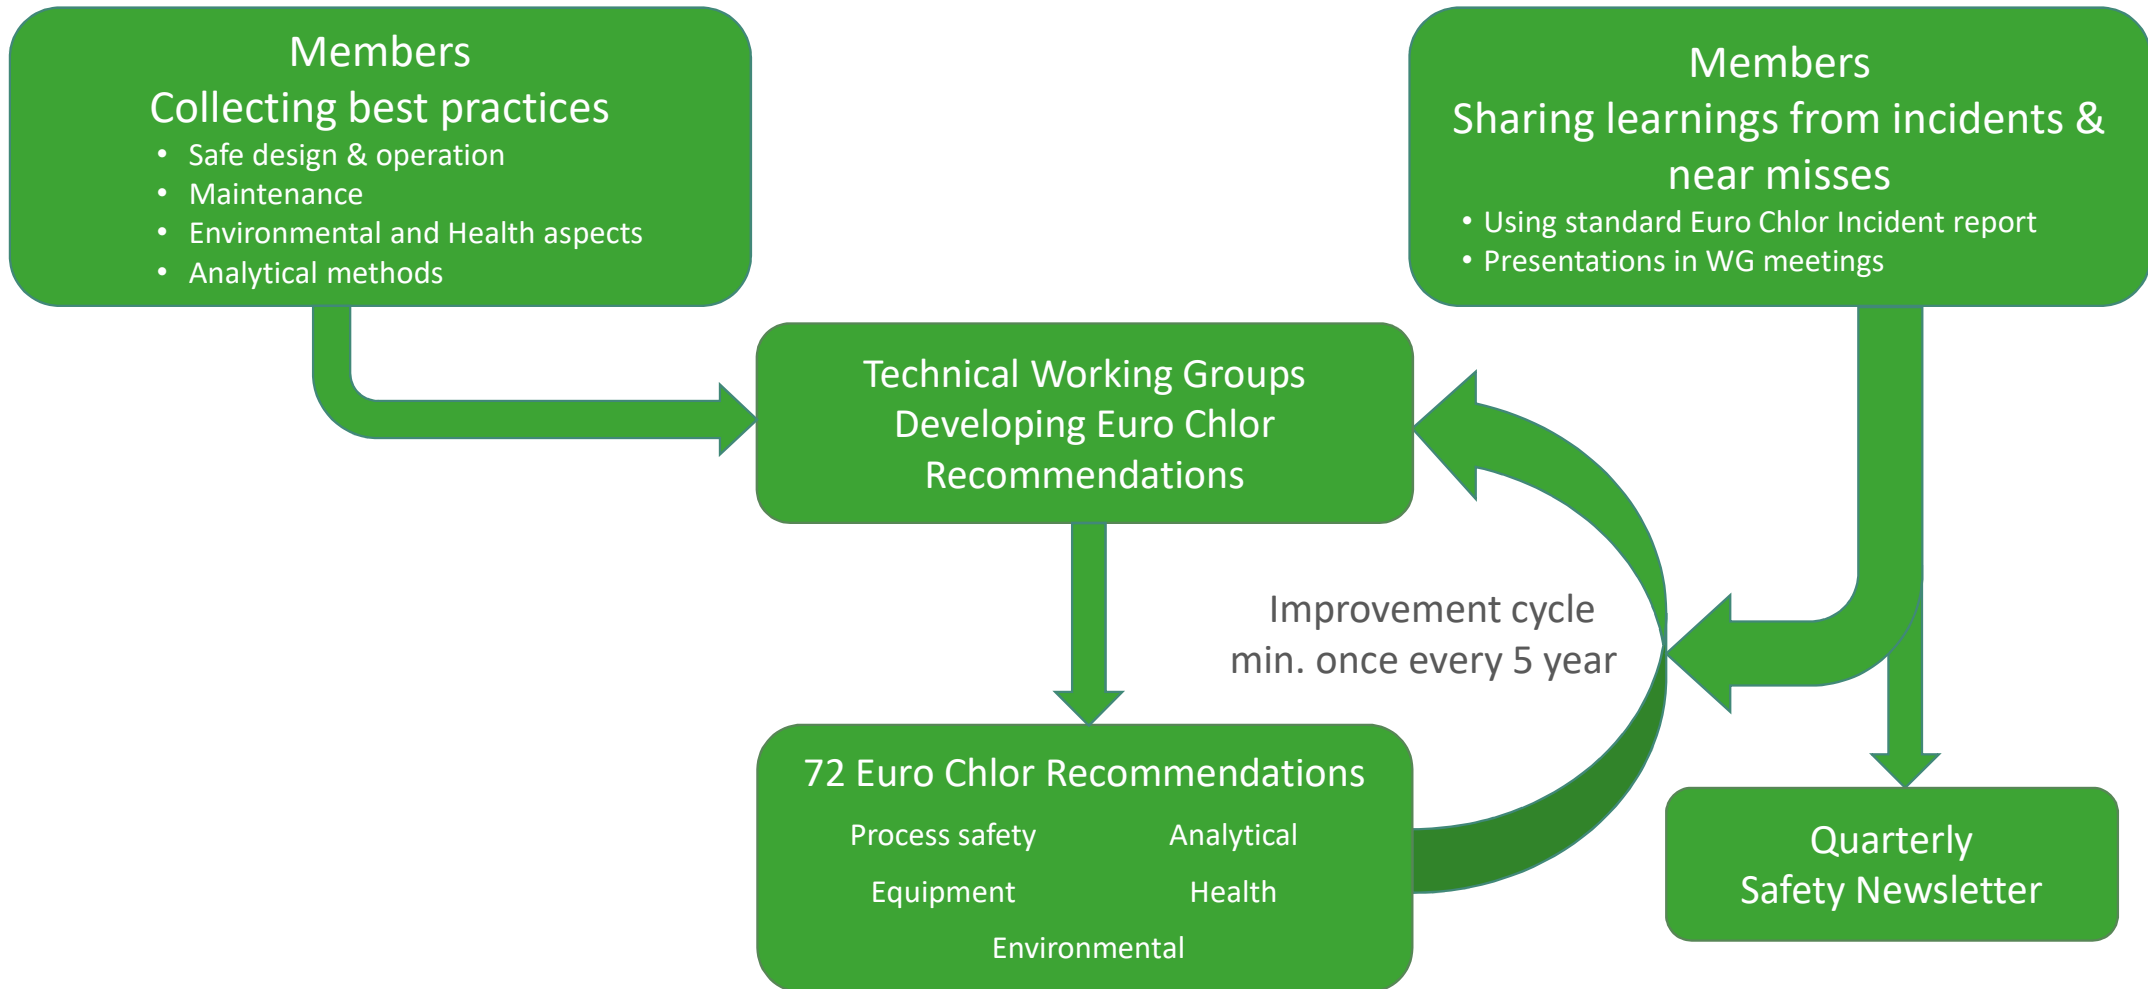 Members
Collecting best practices
• Safe design & operation
• Maintenance
• Environmental and Health aspects
• Analytical methods
Members
Sharing learnings from incidents &
near misses
• Using standard Euro Chlor Incident report
• Presentations in WG meetings
Technical Working Groups
Developing Euro Chlor
Recommendations
Improvement cycle
min. once every 5 year
72 Euro Chlor Recommendations
Process safety
Analytical
Equipment
Health
Environmental
Quarterly
Safety Newsletter